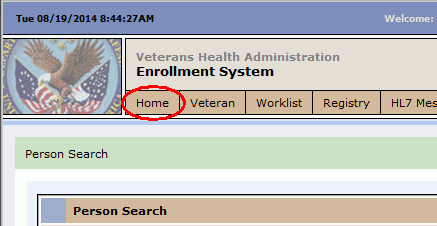 Tue 08/19/2014 8:44:27AM Welcome:
Veterans Health Administration
Enrollment System
Home Veteran Worklist Registry HL7 Mes
Person Search
Person Search